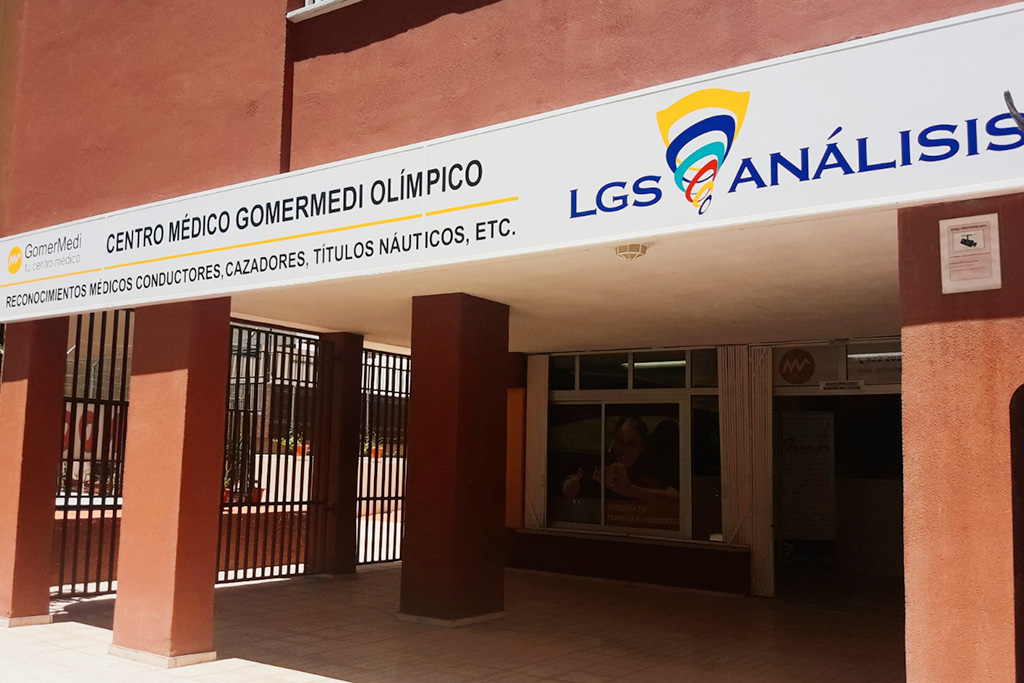 GomerMedi
tu centro médico
CENTRO MÉDICO GOMERMEDI OLÍMPICO
RECONOCIMIENTOS MÉDICOS CONDUCTORES, CAZADORES, TÍTULOS NÁUTICOS, ETC.
LGS ANÁLISIS